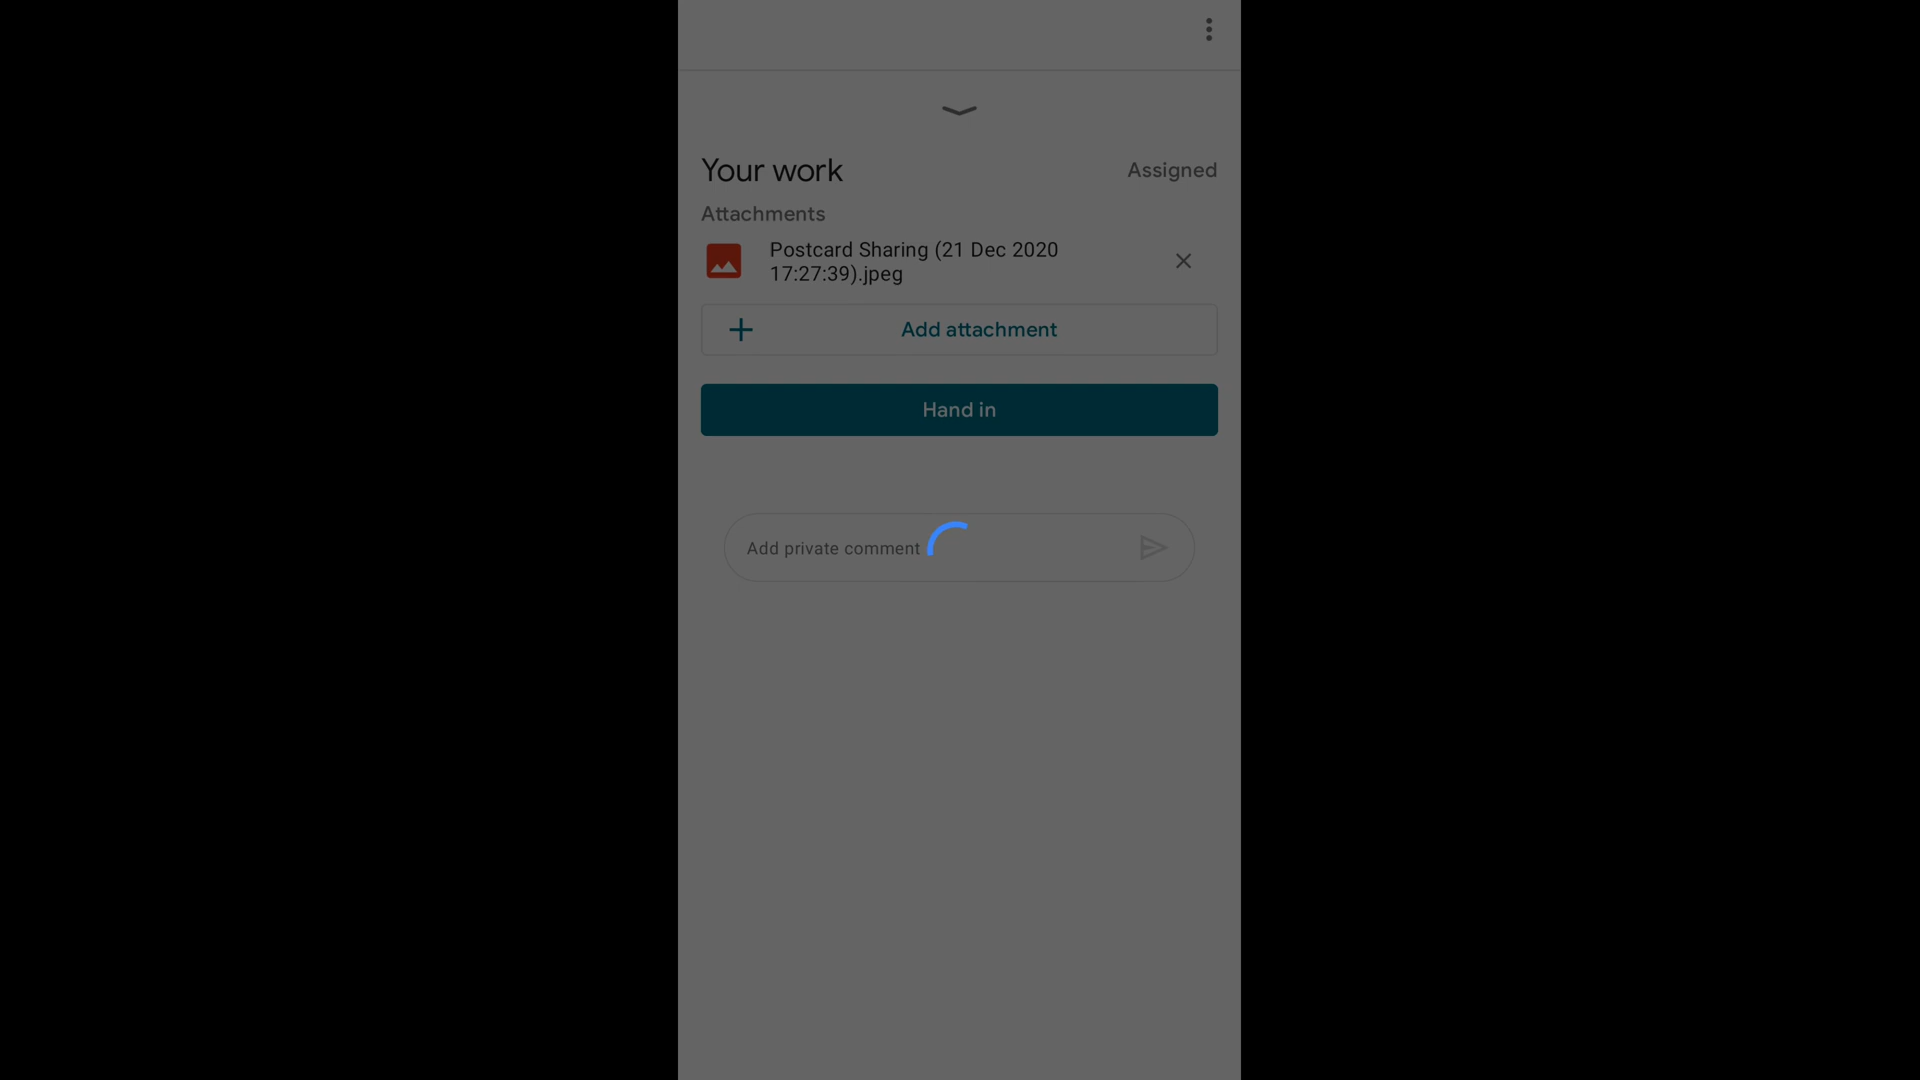 Your work
Assigned
Attachments
Postcard Sharing (21 Dec 2020
17:27:39).jpeg
Add attachment
Hand in
Add private comment